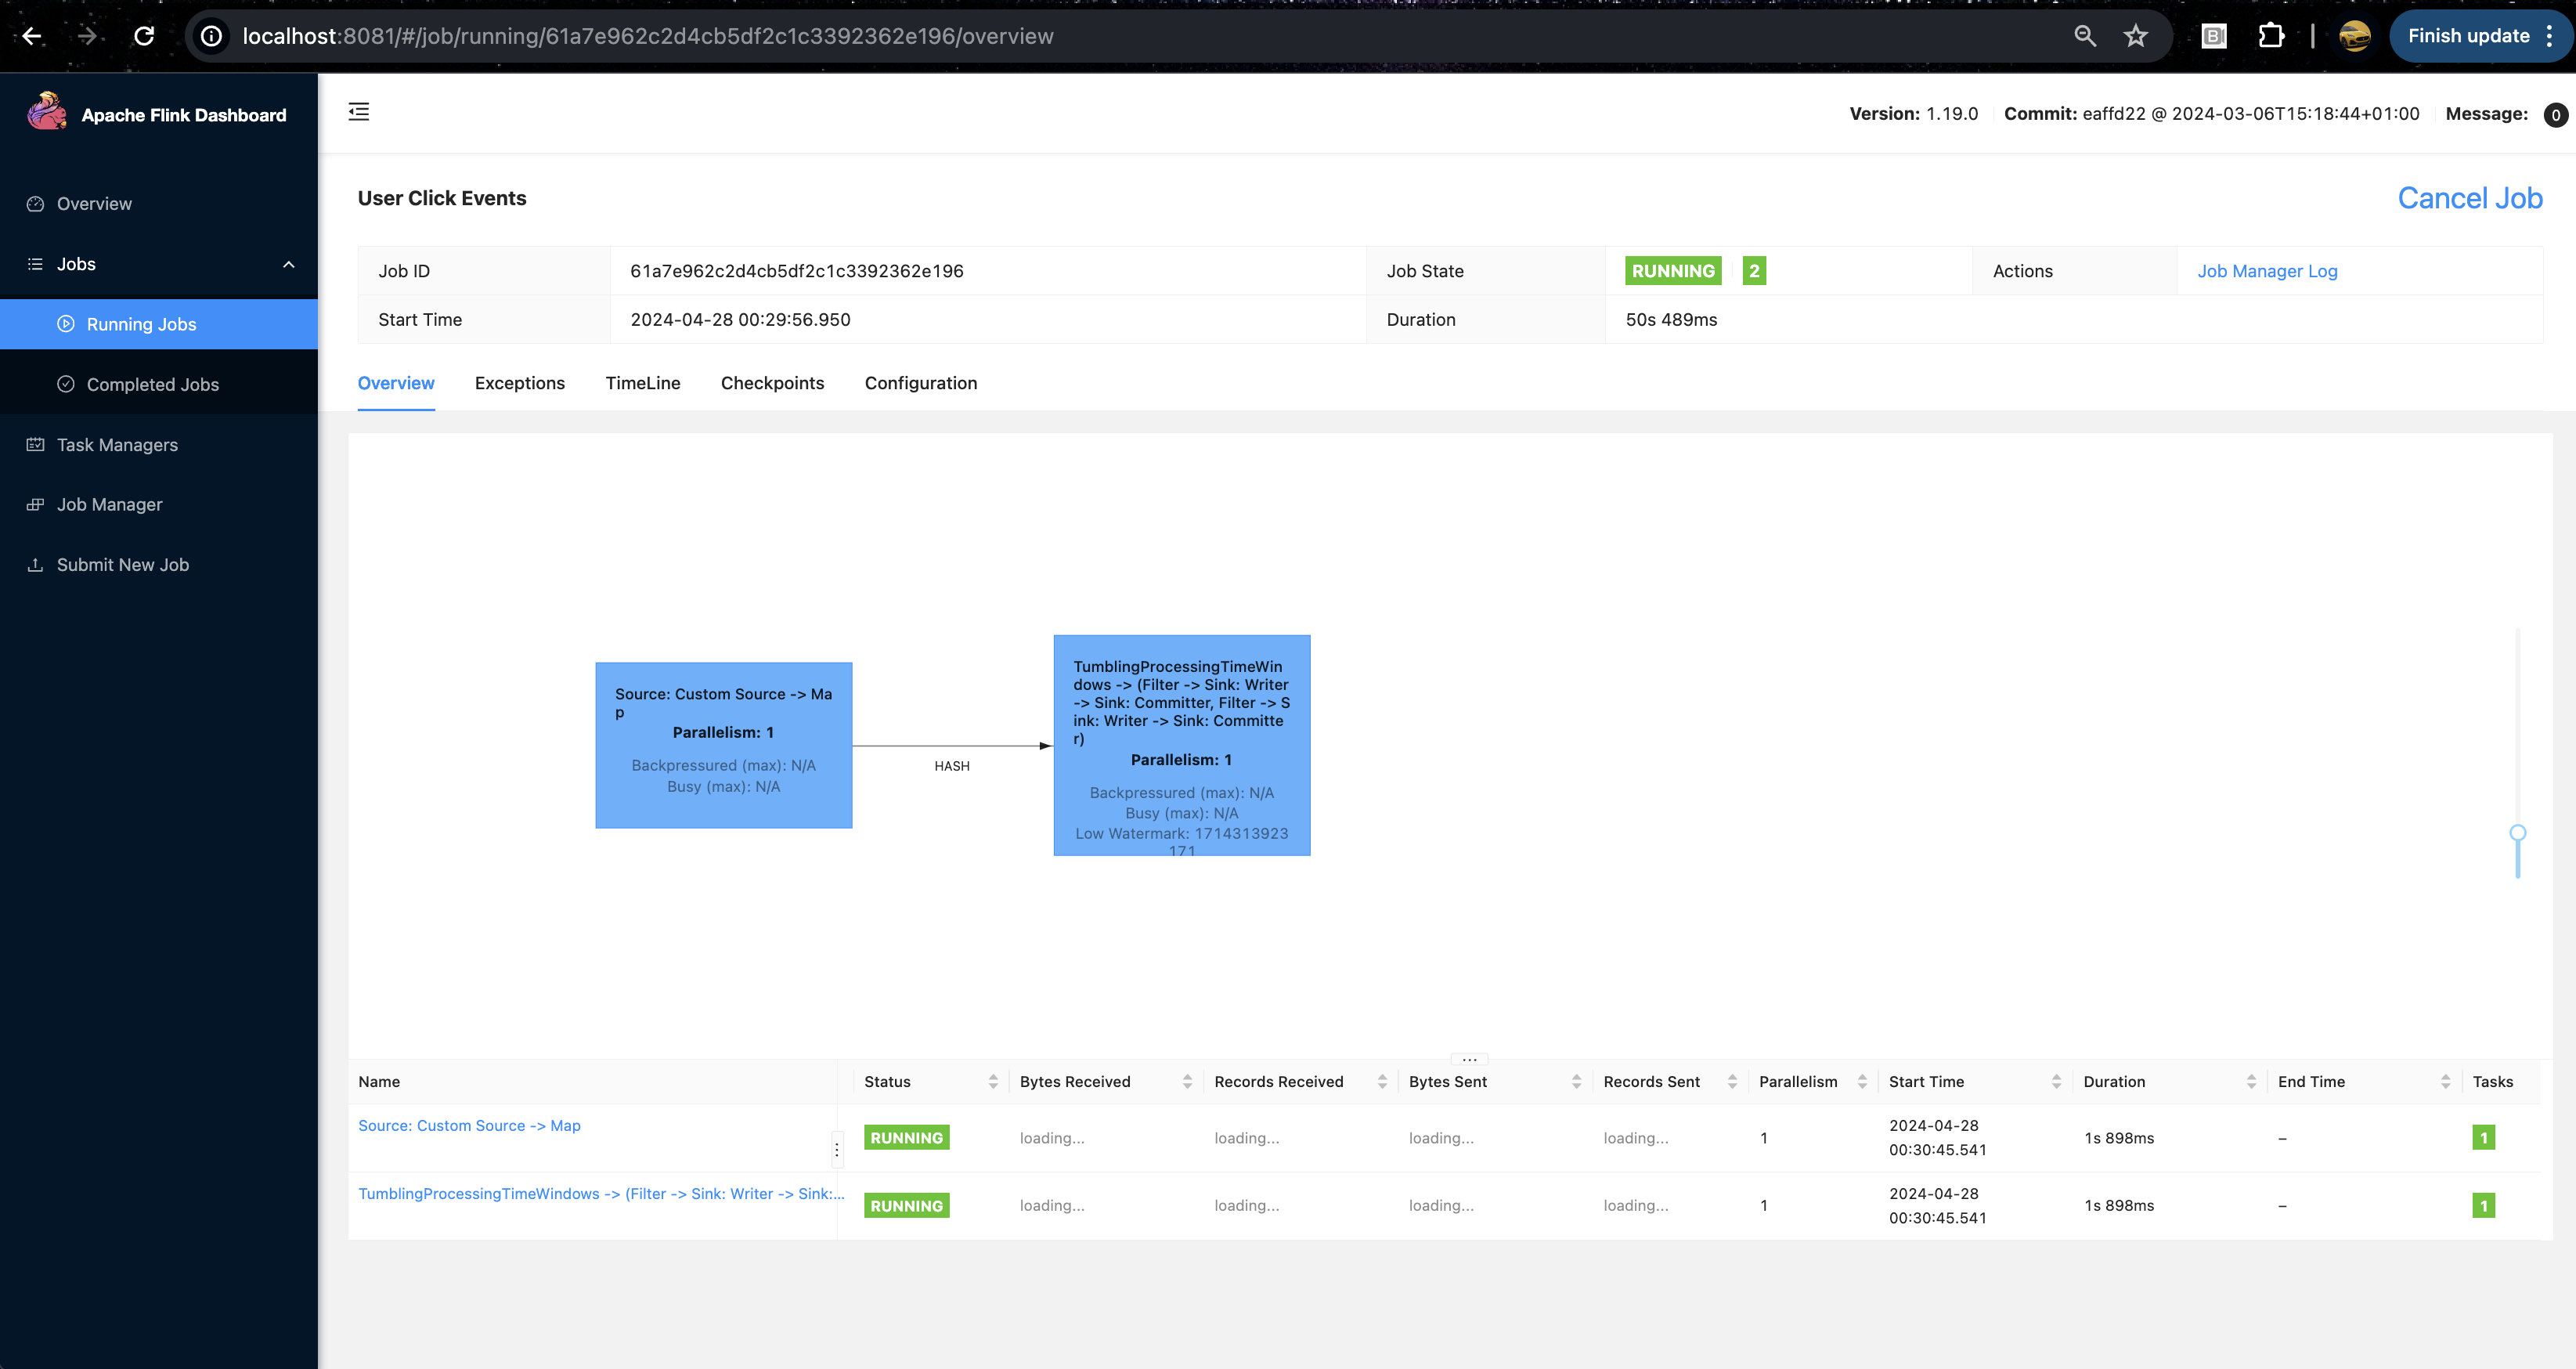 localhost:8081/#/job/running/61a7e962c2d4cb5df2c1c3392362e196/overview
Finish update
Apache Flink Dashboard
Version: 1.19.0 Commit: eaffd22 @ 2024-03-06T15:18:44+01:00 Message: 0
Overview
Jobs
Running Jobs
Completed Jobs
Task Managers
Job Manager
Submit New Job
User Click Events
Cancel Job
Job ID 61a7e962c2d4cb5df2c1c3392362e196 Job State RUNNING 2 Actions Job Manager Log
Start Time 2024-04-28 00:29:56.950 Duration 50s 489ms
Overview Exceptions TimeLine Checkpoints Configuration
Source: Custom Source -> Ma
p
Parallelism: 1
Backpressured (max): N/A
Busy (max): N/A
HASH
TumblingProcessingTimeWin
dows -> (Filter -> Sink: Writer
-> Sink: Committer, Filter -> S
ink: Writer -> Sink: Committe
r)
Parallelism: 1
Backpressured (max): N/A
Busy (max): N/A
Low Watermark: 1714313923
171
Name Status Bytes Received Records Received Bytes Sent Records Sent Parallelism Start Time Duration End Time Tasks
Source: Custom Source -> Map RUNNING loading... loading... loading... loading... 1 2024-04-28 00:30:45.541 1s 898ms – 1
TumblingProcessingTimeWindows -> (Filter -> Sink: Writer -> Sink:... RUNNING loading... loading... loading... loading... 1 2024-04-28 00:30:45.541 1s 898ms – 1